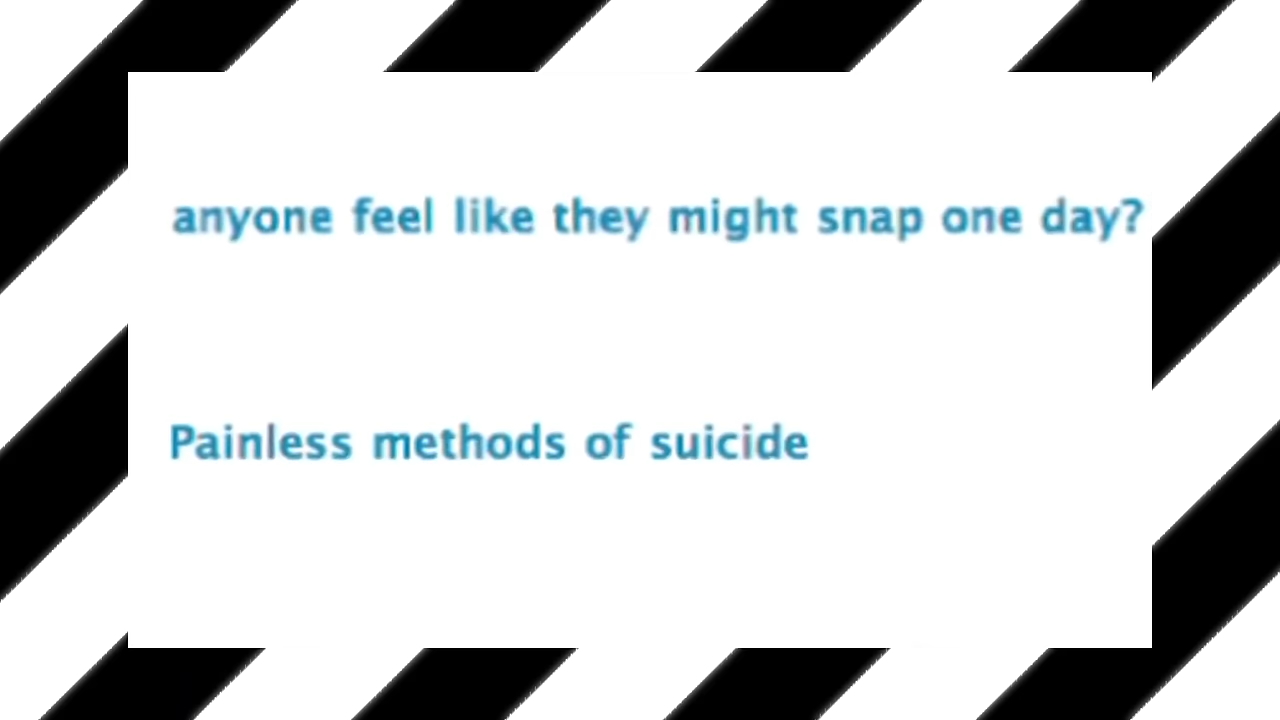 anyone feel like they might snap one day?
Painless methods of suicide